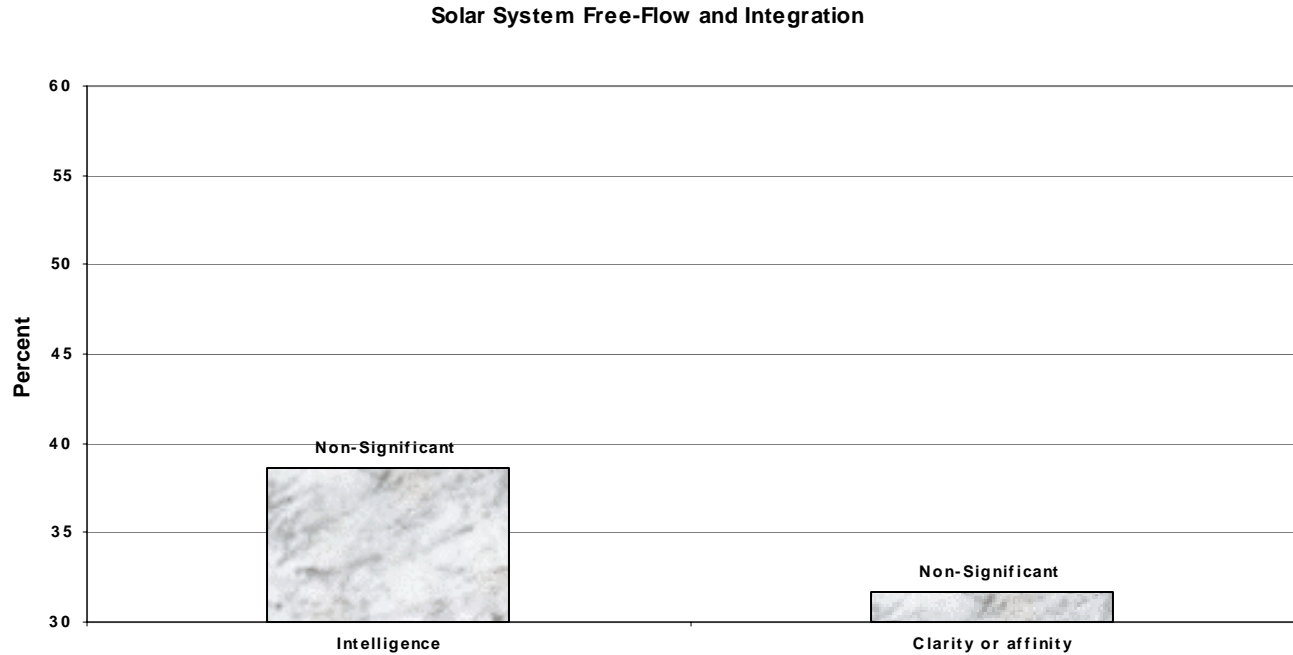 Solar System Free-Flow and Integration
60
55
50
45
40
35
30
Percent
Non-Significant
Non-Significant
Intelligence
Clarity or affinity